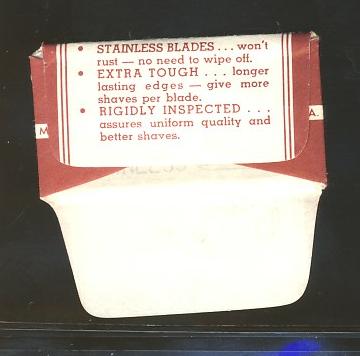 • STAINLESS BLADES . . . won't
rust — no need to wipe off.
• EXTRA TOUGH . . . longer
lasting edges — give more
shaves per blade.
• RIGIDLY INSPECTED . . .
assures uniform quality and
better shaves.
M
A.